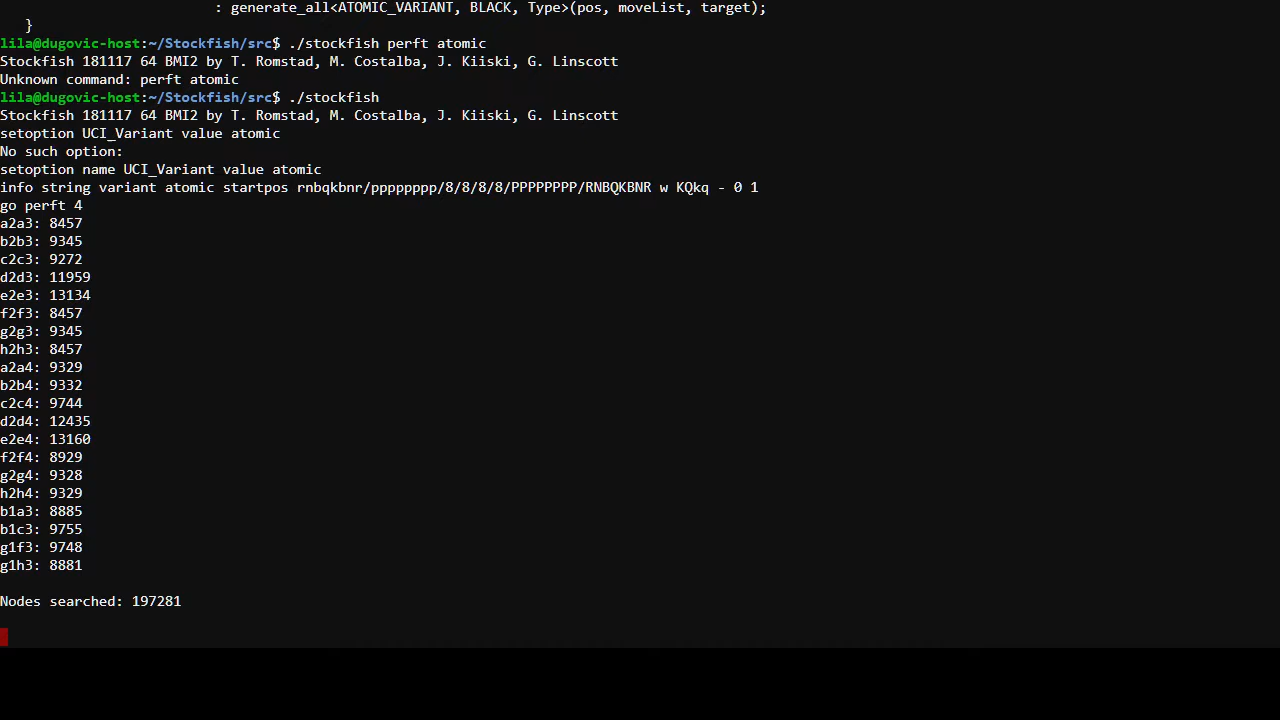 : generate_all<ATOMIC_VARIANT, BLACK, Type>(pos, moveList, target);
}
lila@dugovic-host:~/Stockfish/src$ ./stockfish perft atomic
Stockfish 181117 64 BMI2 by T. Romstad, M. Costalba, J. Kiiski, G. Linscott
Unknown command: perft atomic
lila@dugovic-host:~/Stockfish/src$ ./stockfish
Stockfish 181117 64 BMI2 by T. Romstad, M. Costalba, J. Kiiski, G. Linscott
setoption UCI_Variant value atomic
No such option:
setoption name UCI_Variant value atomic
info string variant atomic startpos rnbqkbnr/pppppppp/8/8/8/8/PPPPPPPP/RNBQKBNR w KQkq - 0 1
go perft 4
a2a3: 8457
b2b3: 9345
c2c3: 9272
d2d3: 11959
e2e3: 13134
f2f3: 8457
g2g3: 9345
h2h3: 8457
a2a4: 9329
b2b4: 9332
c2c4: 9744
d2d4: 12435
e2e4: 13160
f2f4: 8929
g2g4: 9328
h2h4: 9329
b1a3: 8885
b1c3: 9755
g1f3: 9748
g1h3: 8881
Nodes searched: 197281